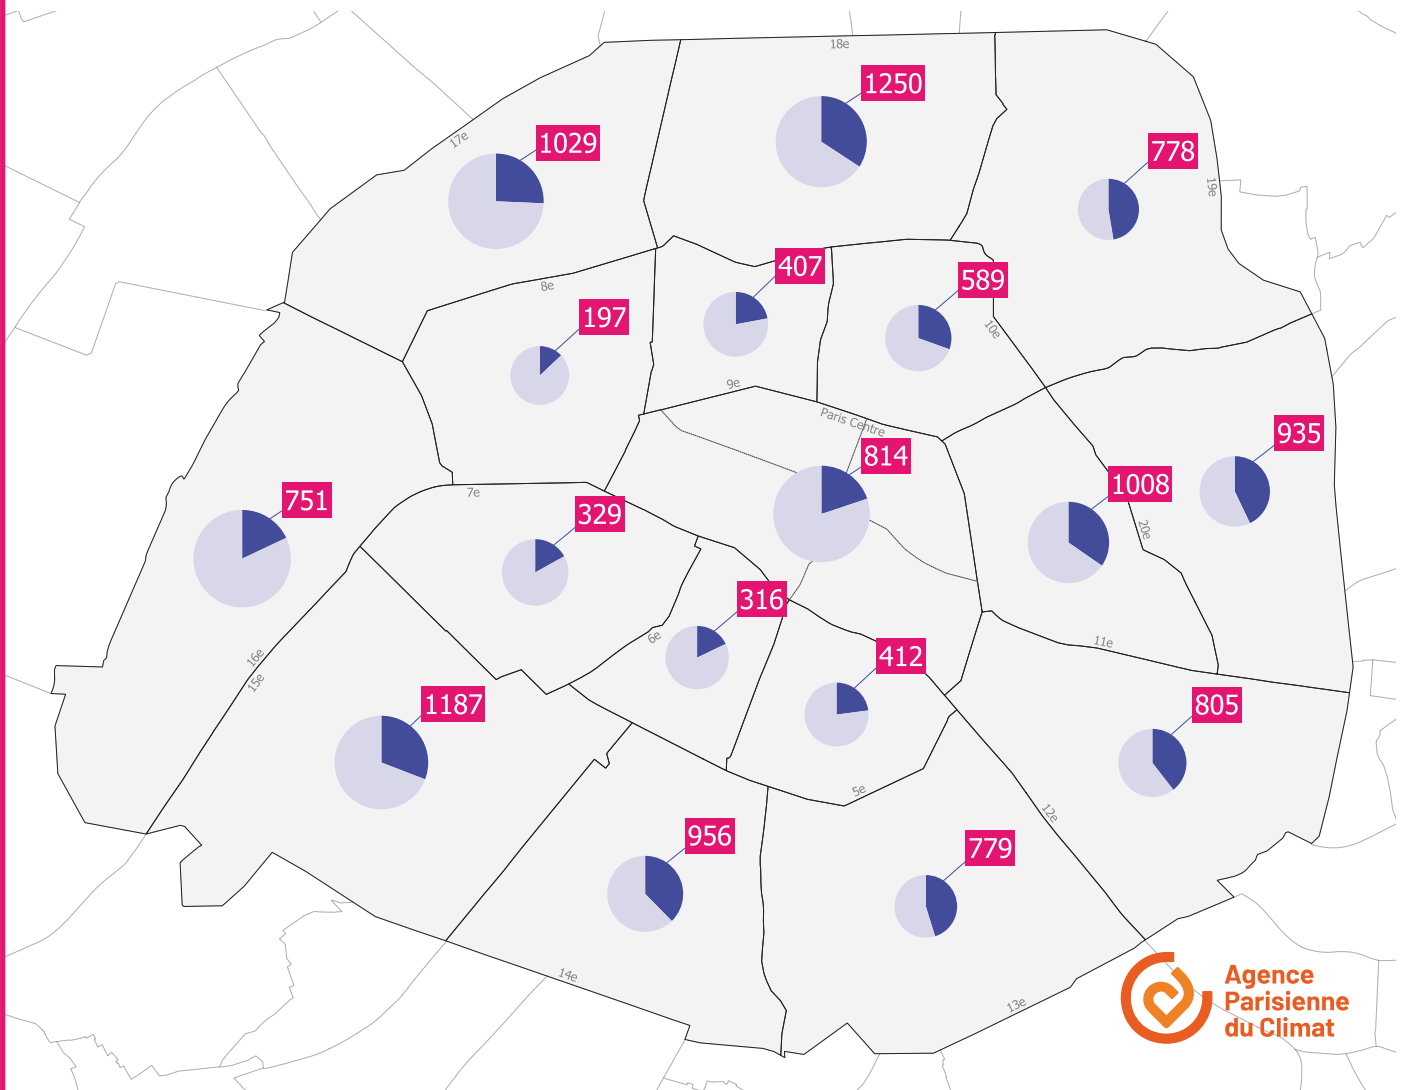 18e
1250
1029
17e
778
19e
407
589
8e
197
10e
9e
Paris Centre
935
814
1008
7e
751
329
20e
316
6e
11e
16e
15e
412
1187
805
5e
12e
956
779
14e
13e
Agence
Parisienne
du Climat